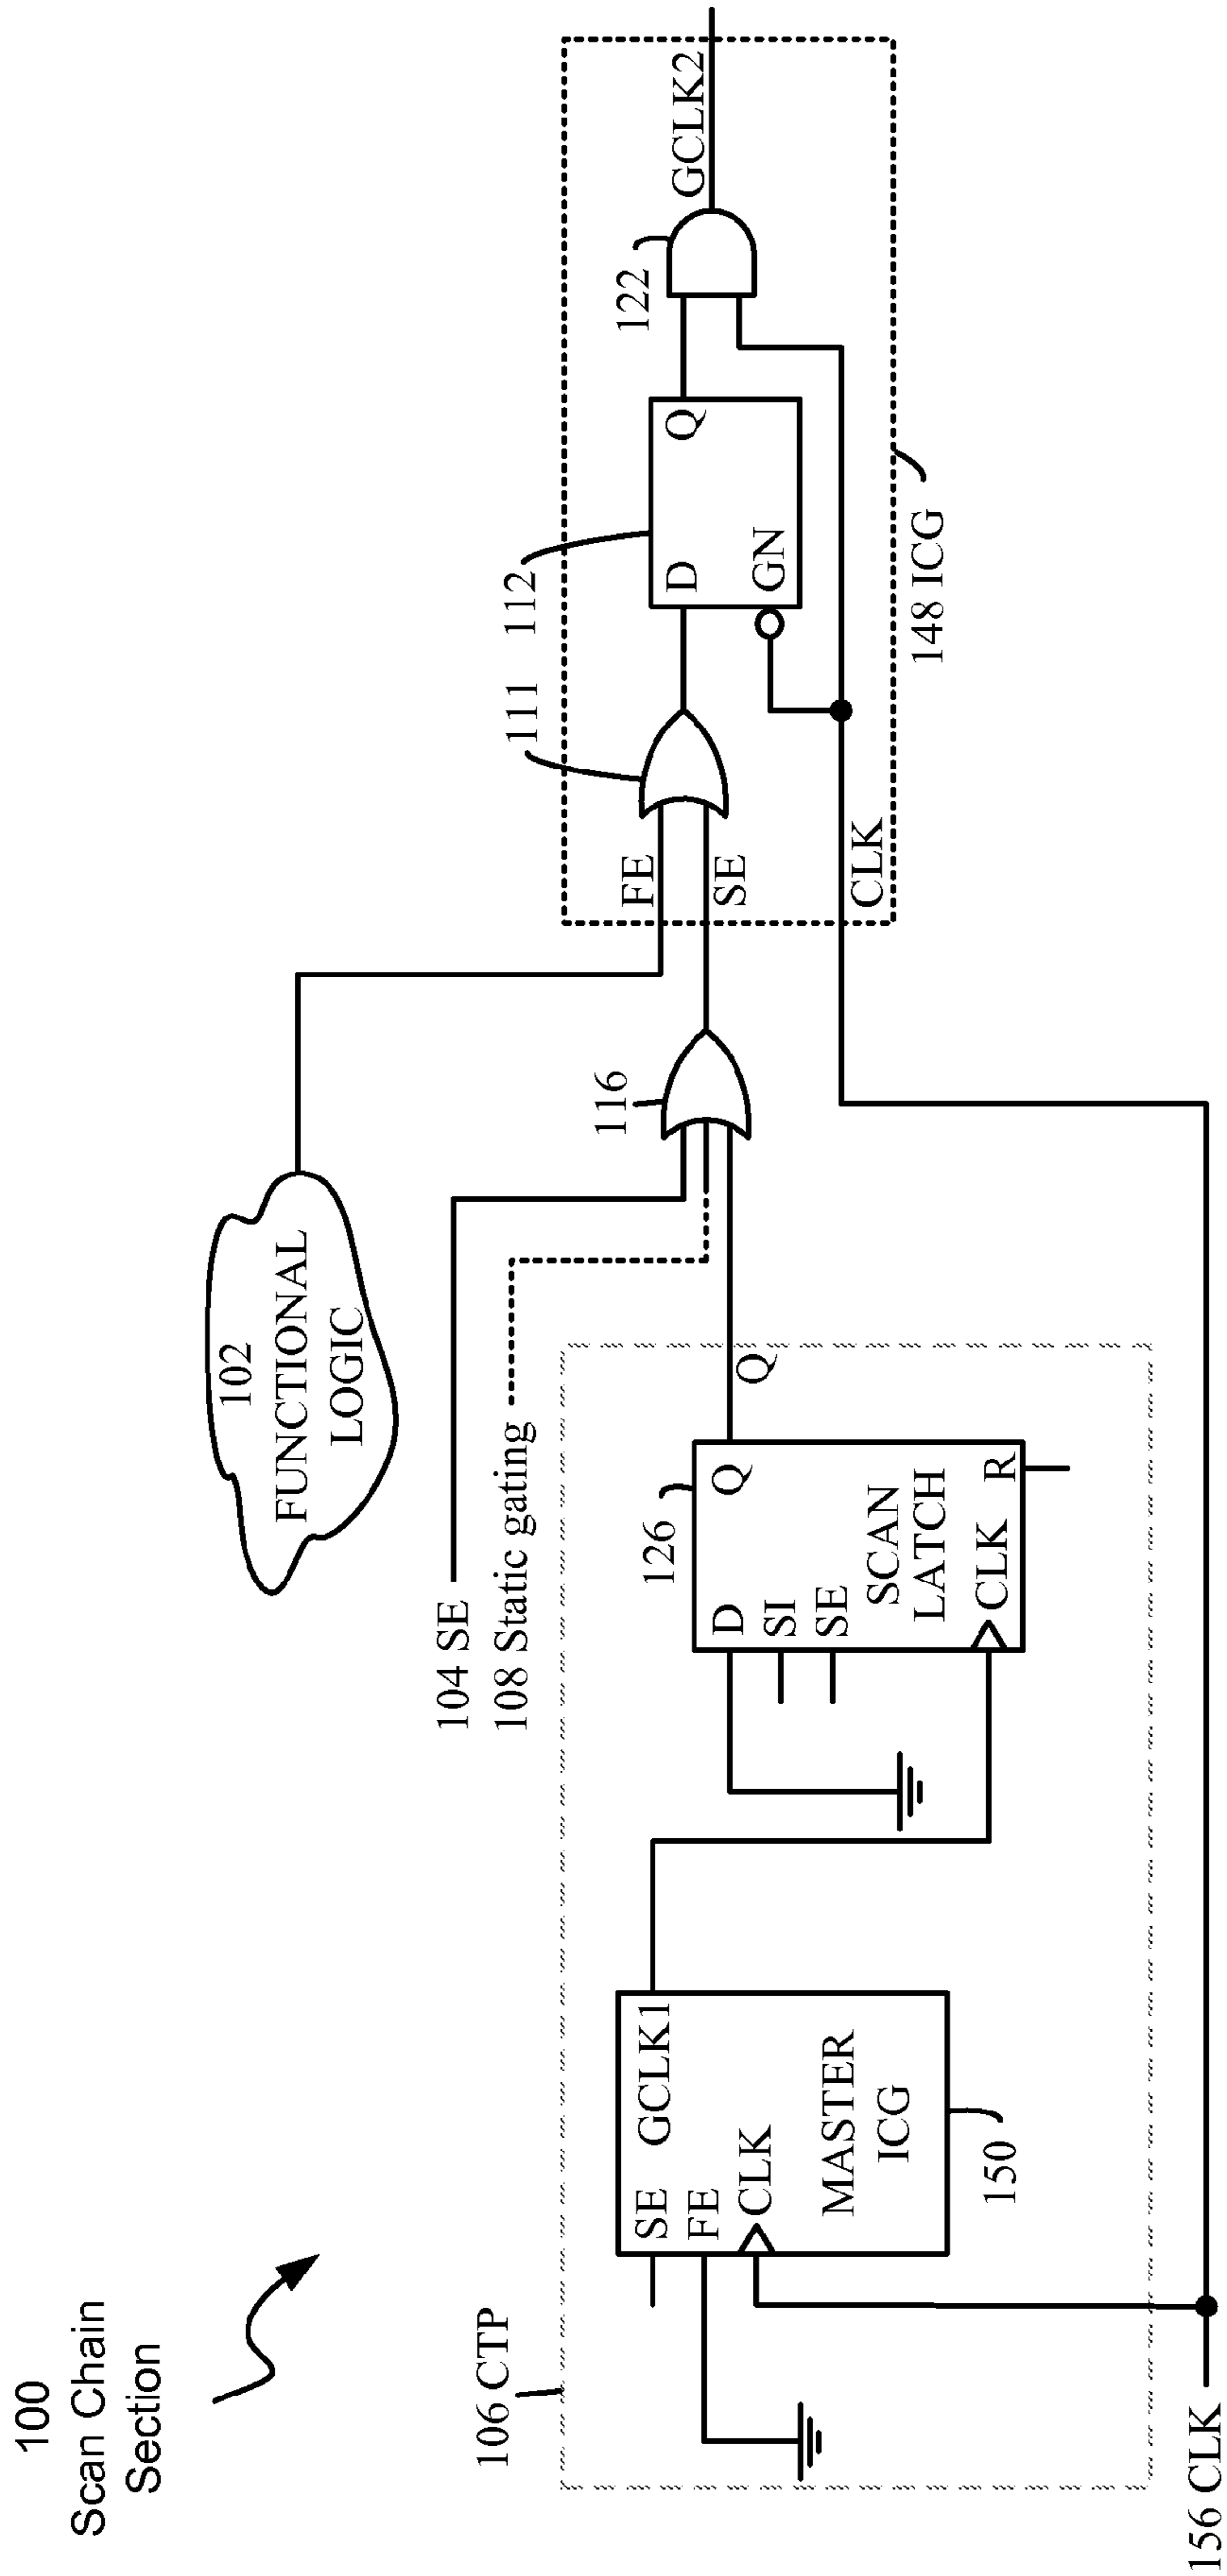 100
Scan Chain
Section
102
FUNCTIONAL
LOGIC
104 SE
108 Static gating
106 CTP
SE
FE
CLK
GCLK1
MASTER
ICG
150
126
D
SI
SE
Q
SCAN
LATCH
CLK
R
Q
116
FE
SE
CLK
111
112
D
GN
Q
122
GCLK2
148 ICG
156 CLK